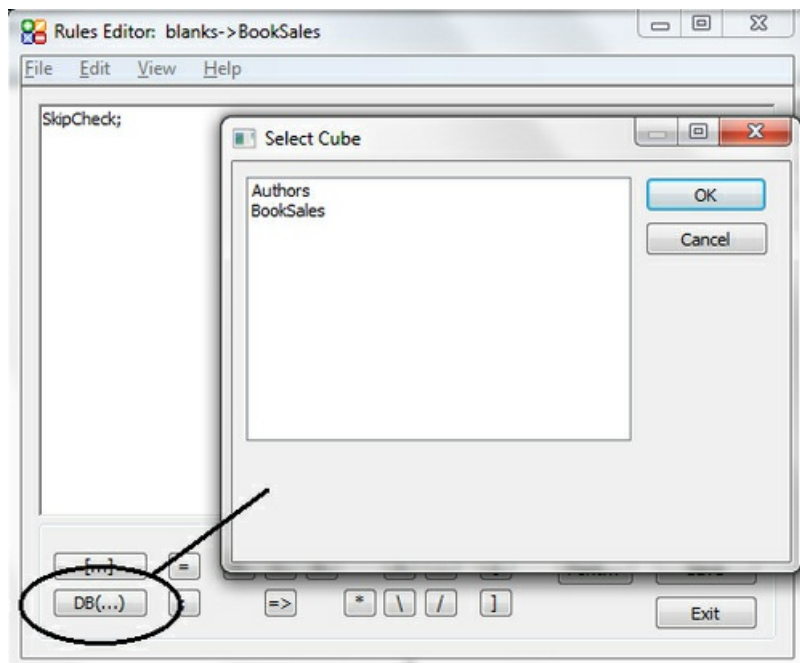 Rules Editor: blanks->BookSales
File Edit View Help
SkipCheck;
Select Cube
Authors
BookSales
OK
Cancel
[...] =
DB(...) => * \ / ]
Exit